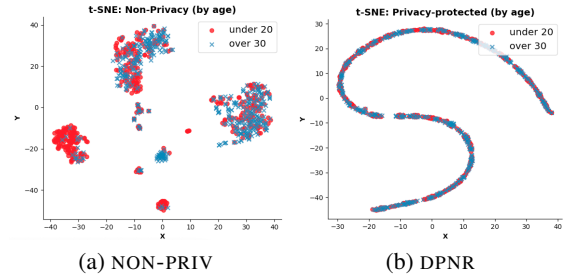 t-SNE: Non-Privacy (by age)
under 20
over 30
40
20
0
−20
−40
Y
−40 −30 −20 −10 0 10 20 30 40
X
(a) NON-PRIV
t-SNE: Privacy-protected (by age)
under 20
over 30
30
20
10
0
−10
−20
−30
−40
Y
−30 −20 −10 0 10 20 30 40
X
(b) DPNR